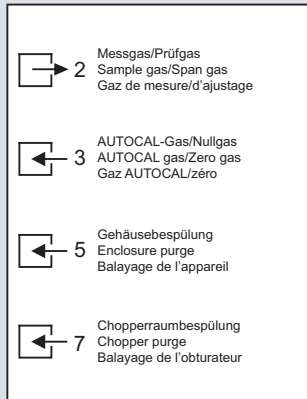 2
Messgas/Prüfgas
Sample gas/Span gas
Gaz de mesure/d'ajustage
3
AUTOCAL-Gas/Nullgas
AUTOCAL gas/Zero gas
Gaz AUTOCAL/zéro
5
Gehäusebespülung
Enclosure purge
Balayage de l'appareil
7
Chopperraumbespülung
Chopper purge
Balayage de l'obturateur